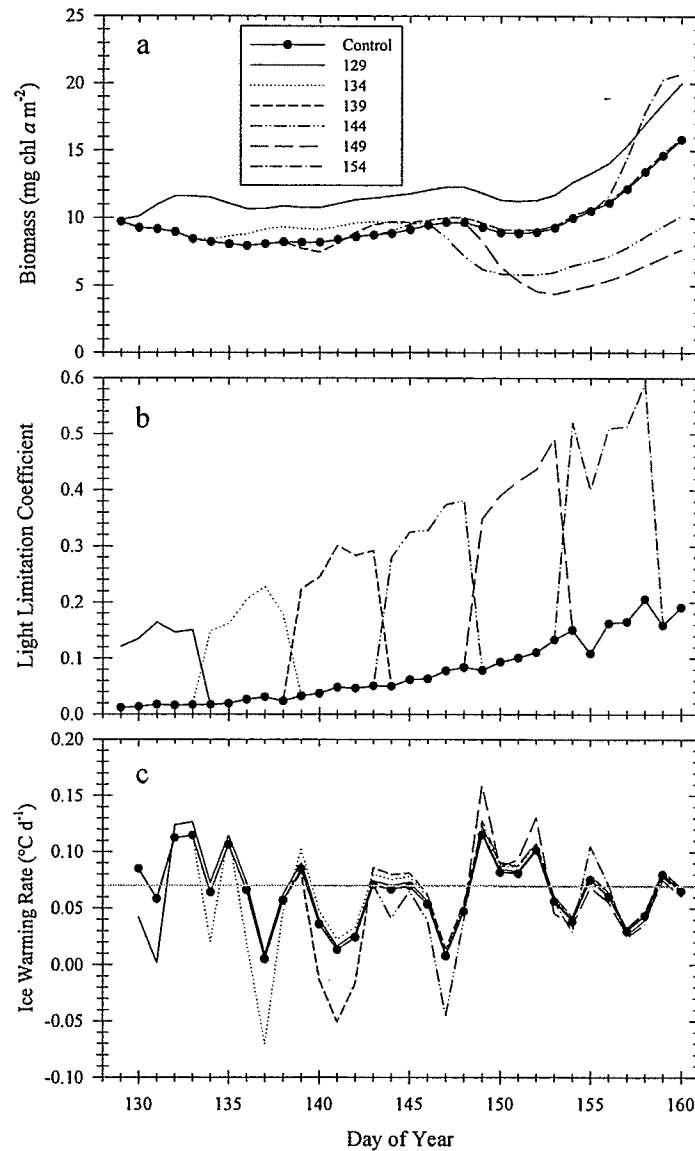 a
Control
129
134
139
144
149
154
25
20
15
10
5
0
Biomass (mg chl a m-2)
b
0.6
0.5
0.4
0.3
0.2
0.1
0.0
Light Limitation Coefficient
c
0.20
0.15
0.10
0.05
0.00
-0.05
-0.10
Ice Warming Rate (°C d-1)
130 135 140 145 150 155 160
Day of Year